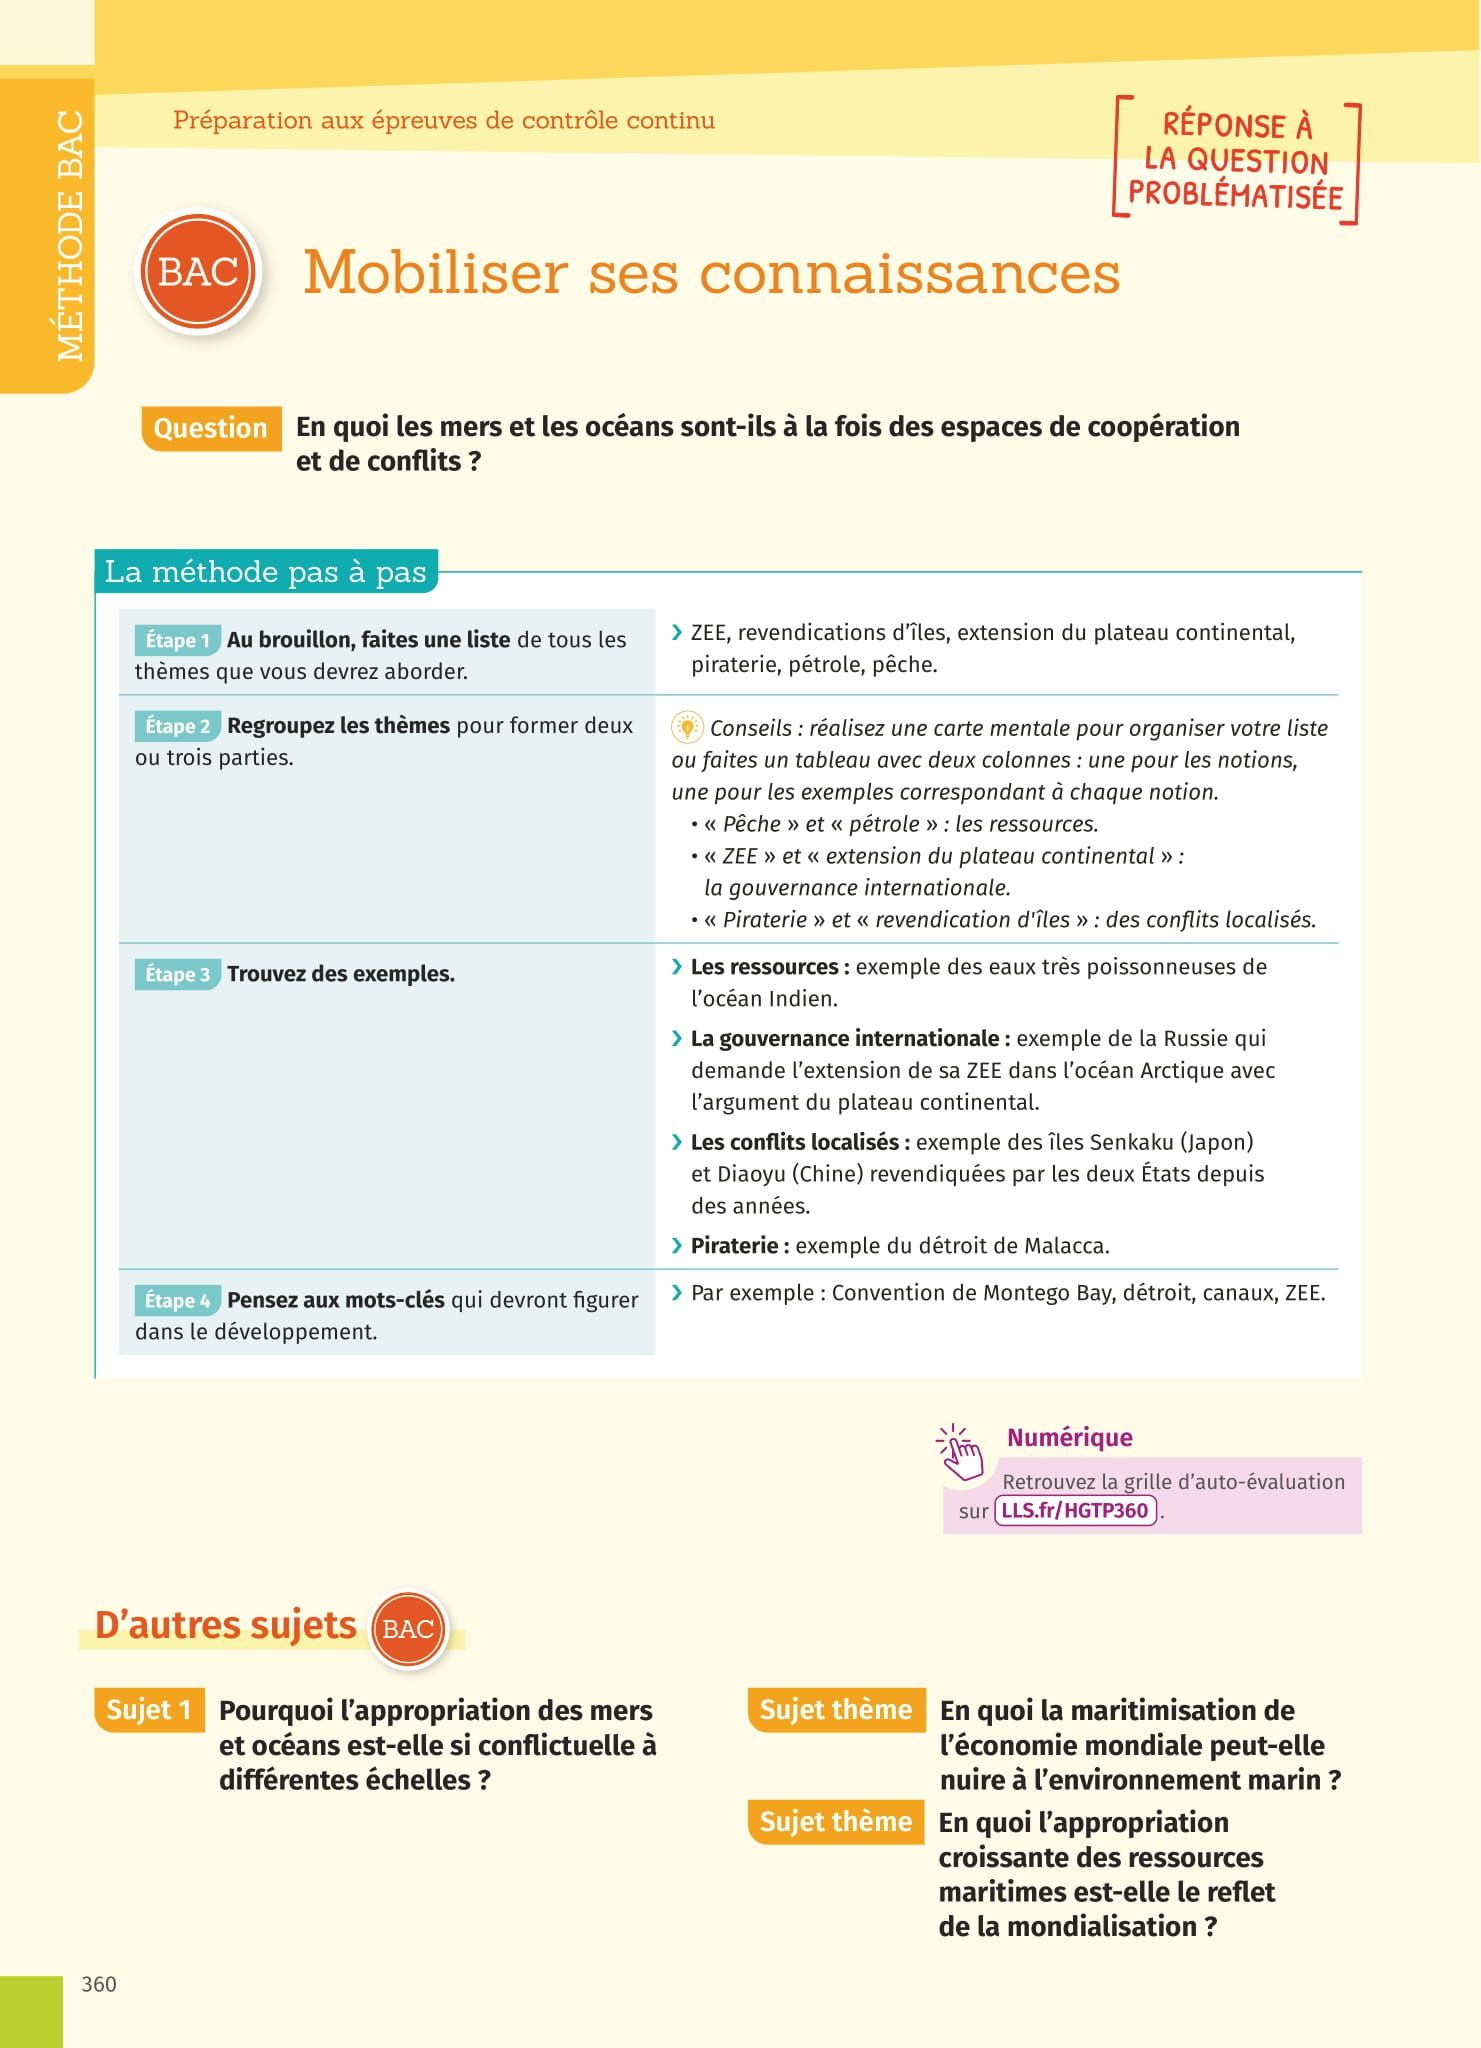 MÉTHODE BAC
Préparation aux épreuves de contrôle continu
RÉPONSE À
LA QUESTION
PROBLÉMATISÉE
BAC
Mobiliser ses connaissances
Question En quoi les mers et les océans sont-ils à la fois des espaces de coopération
et de conflits ?
La méthode pas à pas
Étape 1 Au brouillon, faites une liste de tous les
thèmes que vous devrez aborder.
› ZEE, revendications d’îles, extension du plateau continental,
piraterie, pétrole, pêche.
Étape 2 Regroupez les thèmes pour former deux
ou trois parties.
Conseils : réalisez une carte mentale pour organiser votre liste
ou faites un tableau avec deux colonnes : une pour les notions,
une pour les exemples correspondant à chaque notion.
• « Pêche » et « pétrole » : les ressources.
• « ZEE » et « extension du plateau continental » :
la gouvernance internationale.
• « Piraterie » et « revendication d'îles » : des conflits localisés.
Étape 3 Trouvez des exemples.
› Les ressources : exemple des eaux très poissonneuses de
l’océan Indien.
› La gouvernance internationale : exemple de la Russie qui
demande l’extension de sa ZEE dans l’océan Arctique avec
l’argument du plateau continental.
› Les conflits localisés : exemple des îles Senkaku (Japon)
et Diaoyu (Chine) revendiquées par les deux États depuis
des années.
› Piraterie : exemple du détroit de Malacca.
Étape 4 Pensez aux mots-clés qui devront figurer
dans le développement.
› Par exemple : Convention de Montego Bay, détroit, canaux, ZEE.
Numérique
Retrouvez la grille d’auto-évaluation
sur LLS.fr/HGTP360 .
D’autres sujets BAC
Sujet 1 Pourquoi l’appropriation des mers
et océans est-elle si conflictuelle à
différentes échelles ?
Sujet thème En quoi la maritimisation de
l’économie mondiale peut-elle
nuire à l’environnement marin ?
Sujet thème En quoi l’appropriation
croissante des ressources
maritimes est-elle le reflet
de la mondialisation ?
360